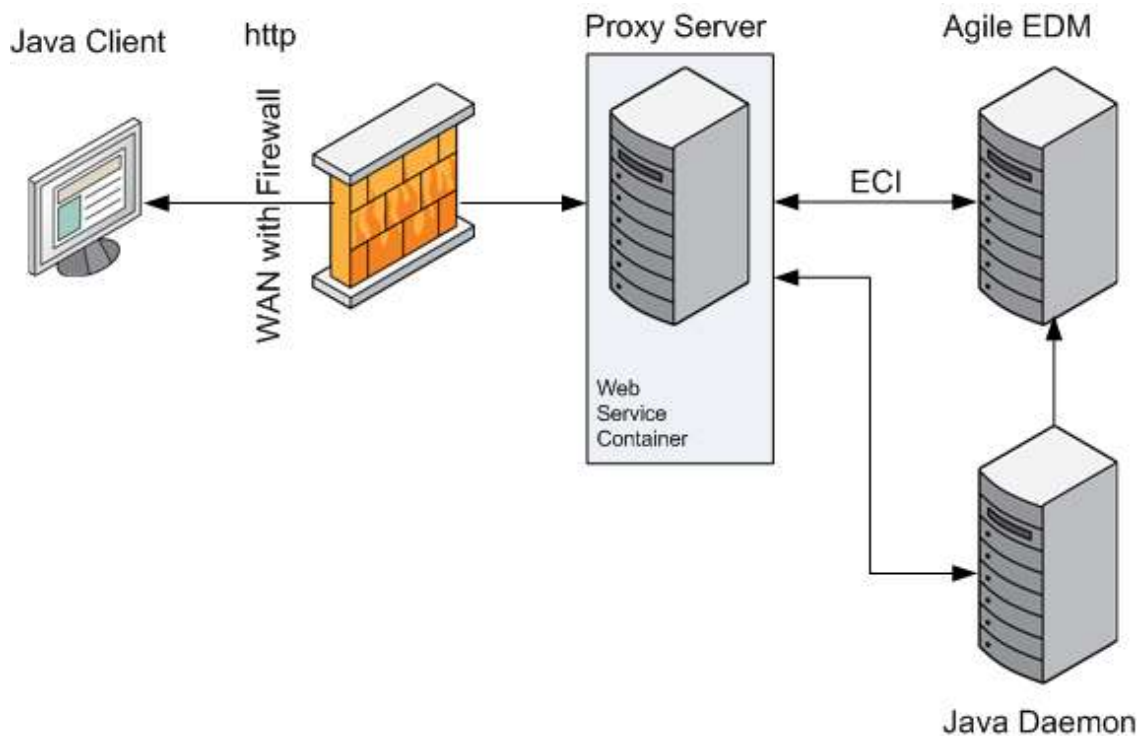 Java Client
http
Proxy Server
Agile EDM
WAN with Firewall
ECI
Web
Service
Container
Java Daemon